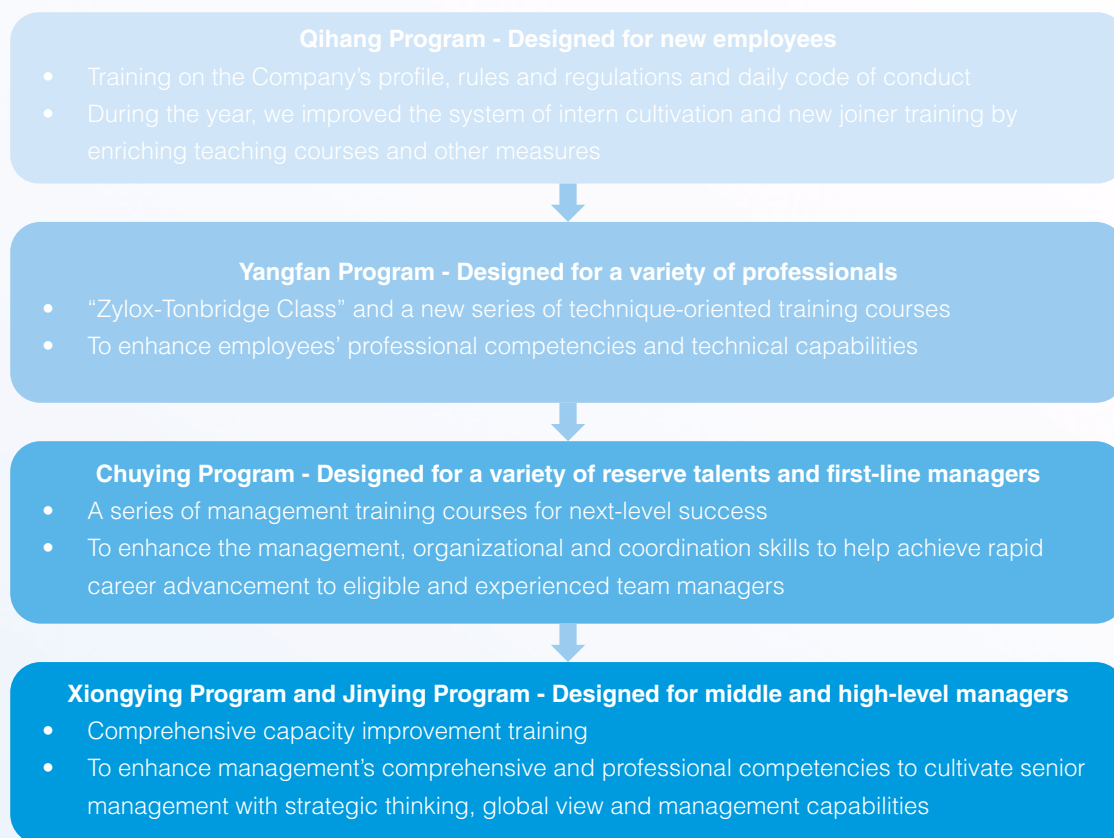 Qihang Program - Designed for new employees
• Training on the Company's profile, rules and regulations and daily code of conduct
• During the year, we improved the system of intern cultivation and new joiner training by
enriching teaching courses and other measures
Yangfan Program - Designed for a variety of professionals
• “Zylox-Tonbridge Class” and a new series of technique-oriented training courses
• To enhance employees’ professional competencies and technical capabilities
Chuying Program - Designed for a variety of reserve talents and first-line managers
• A series of management training courses for next-level success
• To enhance the management, organizational and coordination skills to help achieve rapid
career advancement to eligible and experienced team managers
Xiongying Program and Jinying Program - Designed for middle and high-level managers
• Comprehensive capacity improvement training
• To enhance management’s comprehensive and professional competencies to cultivate senior
management with strategic thinking, global view and management capabilities